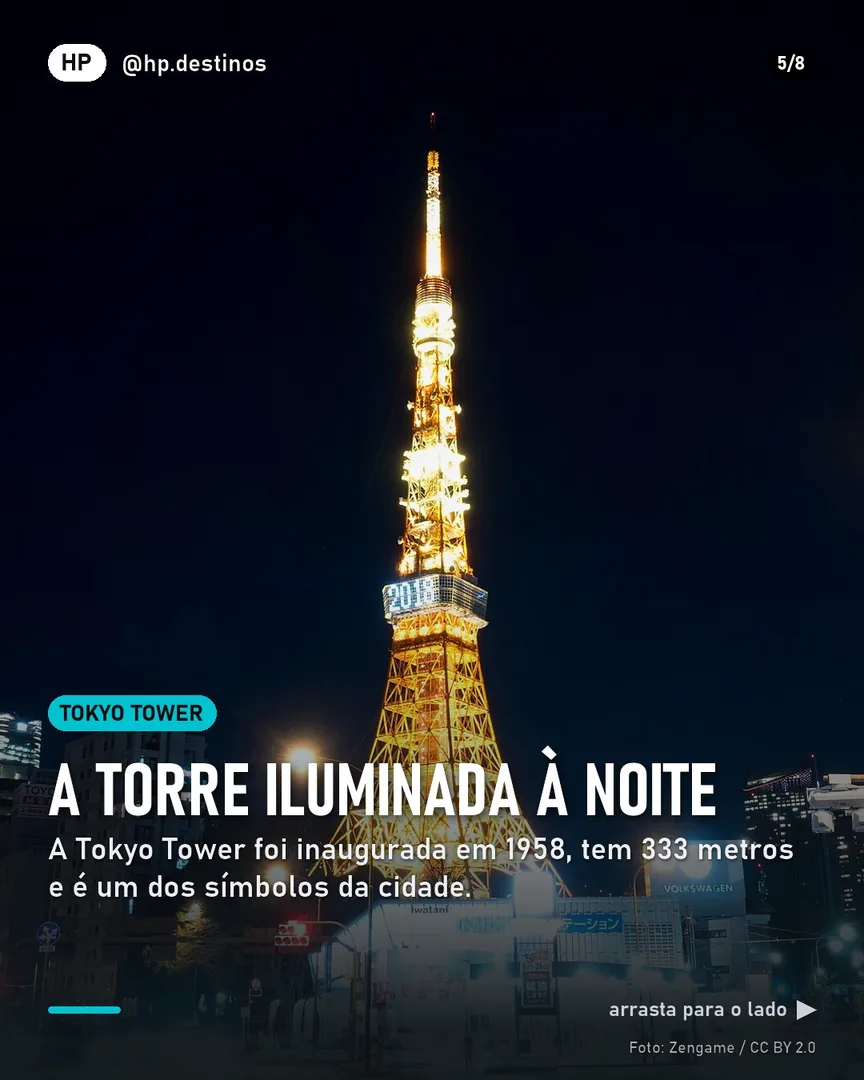 HP @hp.destinos
5/8
2018
TOKYO TOWER
A TORRE ILUMINADA À NOITE
A Tokyo Tower foi inaugurada em 1958, tem 333 metros
e é um dos símbolos da cidade.
VOLKSWAGEN
Iwatani
ステーション
arrasta para o lado ▶
Foto: Zengame / CC BY 2.0